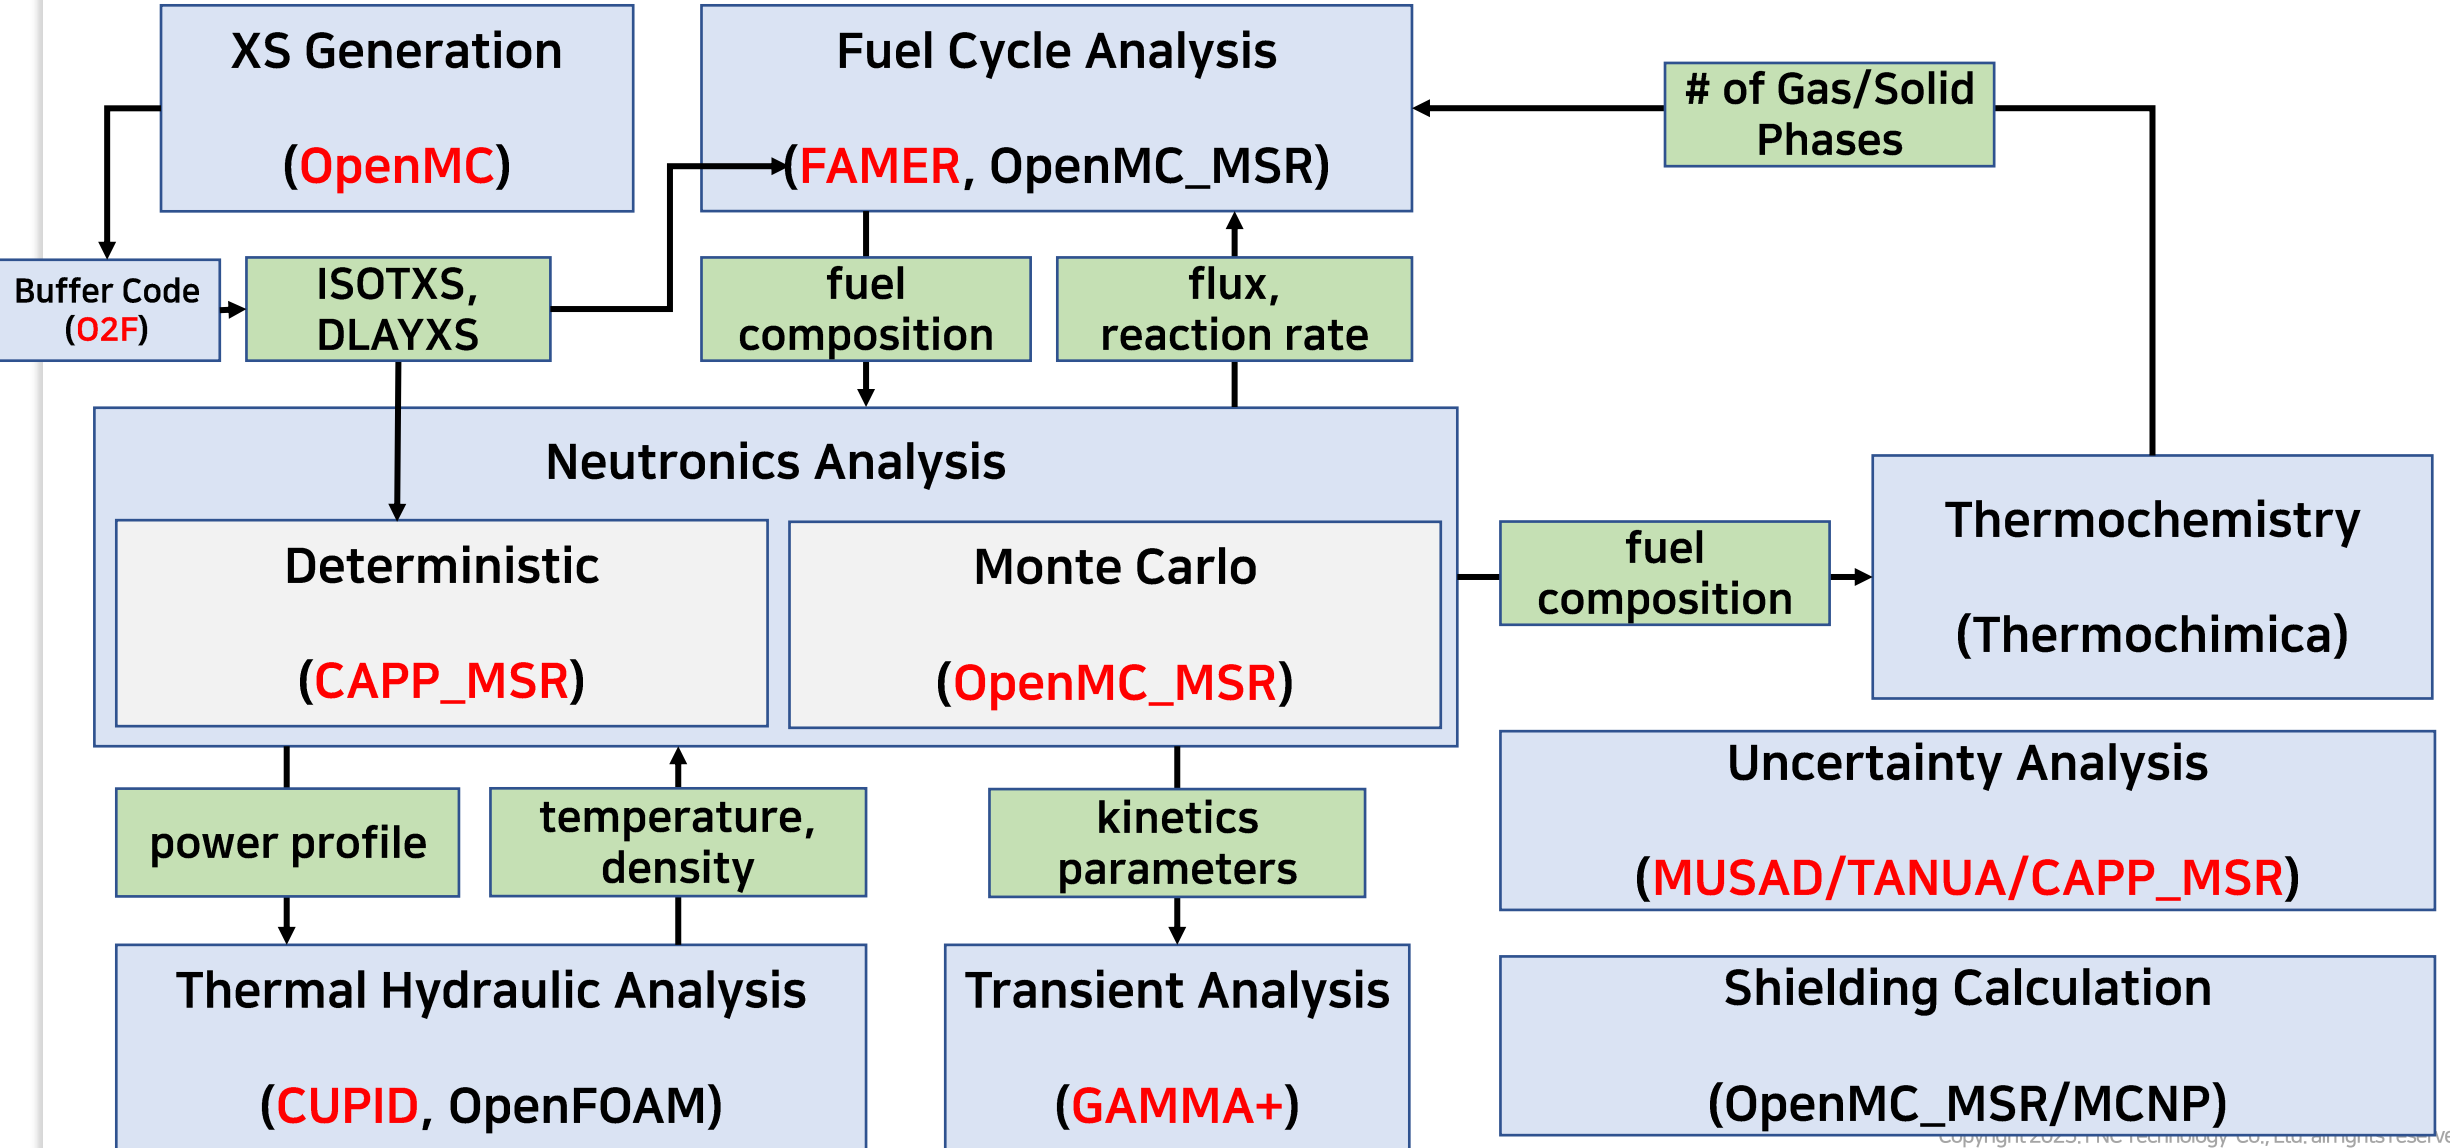 XS Generation
(OpenMC)
Fuel Cycle Analysis
(FAMER, OpenMC_MSR)
# of Gas/Solid
Phases
Buffer Code
(O2F)
ISOTXS,
DLAYXS
fuel
composition
flux,
reaction rate
Neutronics Analysis
Deterministic
(CAPP_MSR)
Monte Carlo
(OpenMC_MSR)
fuel
composition
Thermochemistry
(Thermochimica)
power profile
temperature,
density
kinetics
parameters
Uncertainty Analysis
(MUSAD/TANUA/CAPP_MSR)
Thermal Hydraulic Analysis
(CUPID, OpenFOAM)
Transient Analysis
(GAMMA+)
Shielding Calculation
(OpenMC_MSR/MCNP)